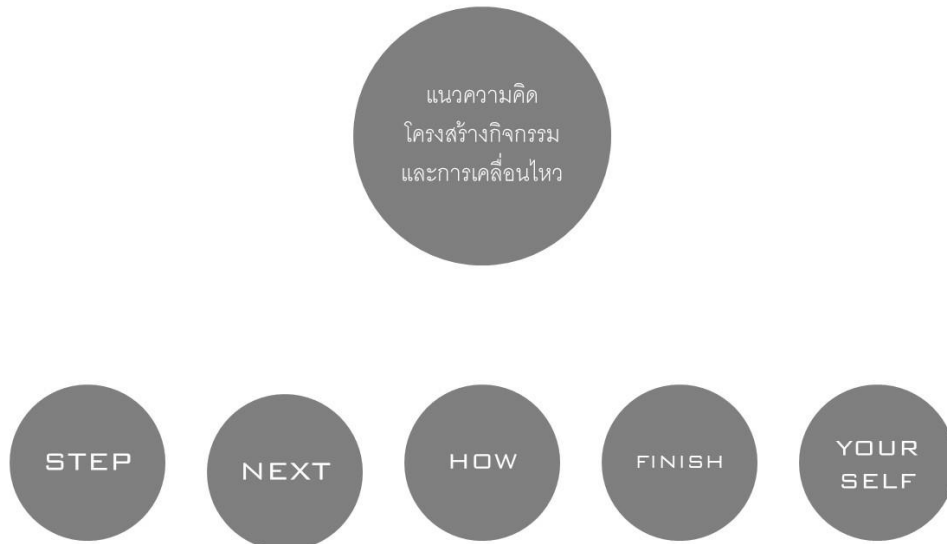 แนวความคิด
โครงสร้างกิจกรรม
และการเคลื่อนไหว
STEP
NEXT
HOW
FINISH
YOUR
SELF